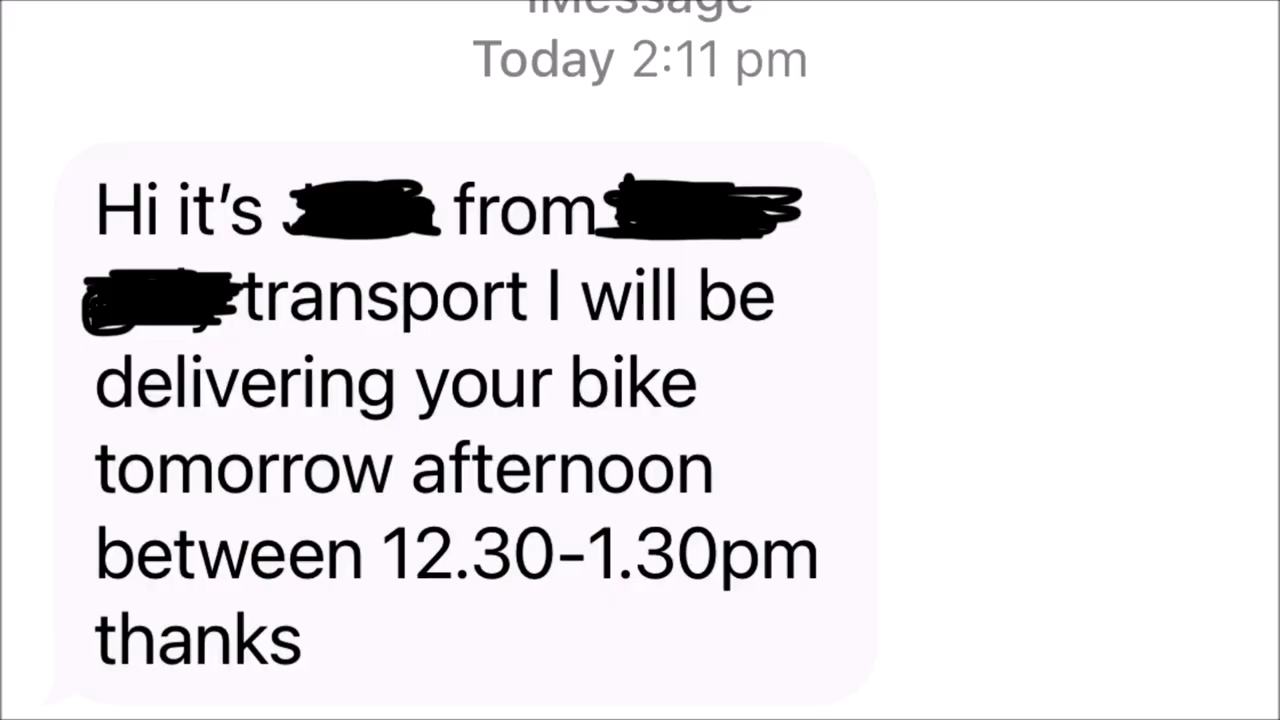 iMessage
Today 2:11 pm
Hi it's from
transport I will be
delivering your bike
tomorrow afternoon
between 12.30-1.30pm
thanks